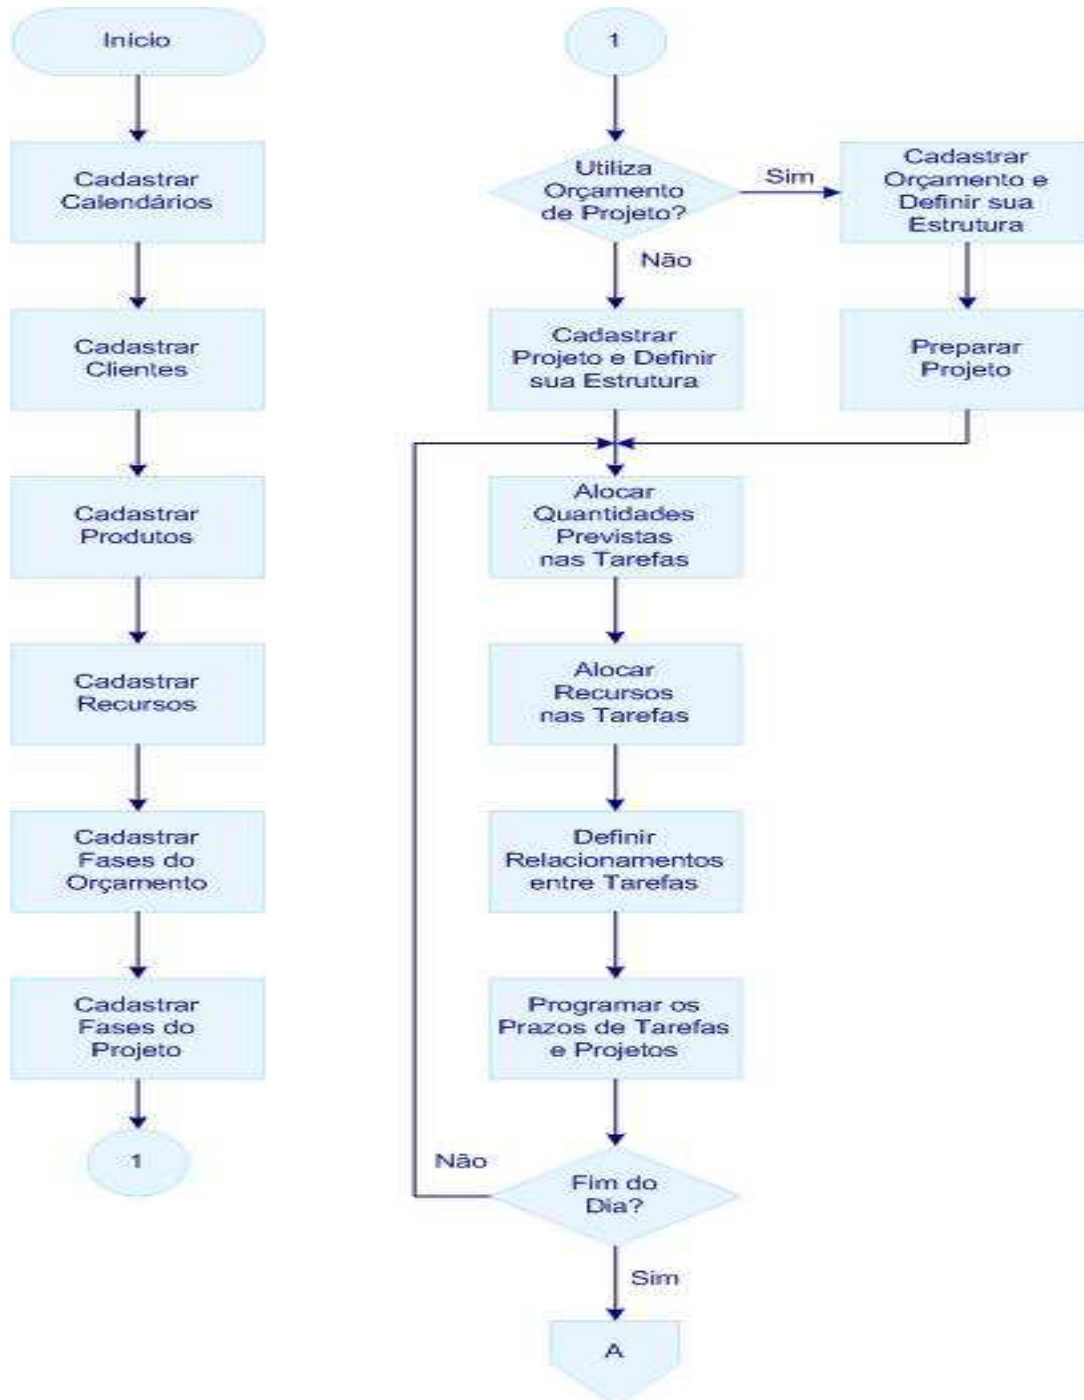 Início
Cadastrar
Calendários
Cadastrar
Clientes
Cadastrar
Produtos
Cadastrar
Recursos
Cadastrar
Fases do
Orçamento
Cadastrar
Fases do
Projeto
1
1
Utiliza
Orçamento
de Projeto?
Sim
Cadastrar
Orçamento e
Definir sua
Estrutura
Não
Cadastrar
Projeto e Definir
sua Estrutura
Preparar
Projeto
Alocar
Quantidades
Previstas
nas Tarefas
Alocar
Recursos
nas Tarefas
Definir
Relacionamentos
entre Tarefas
Programar os
Prazos de Tarefas
e Projetos
Não
Fim do
Dia?
Sim
A